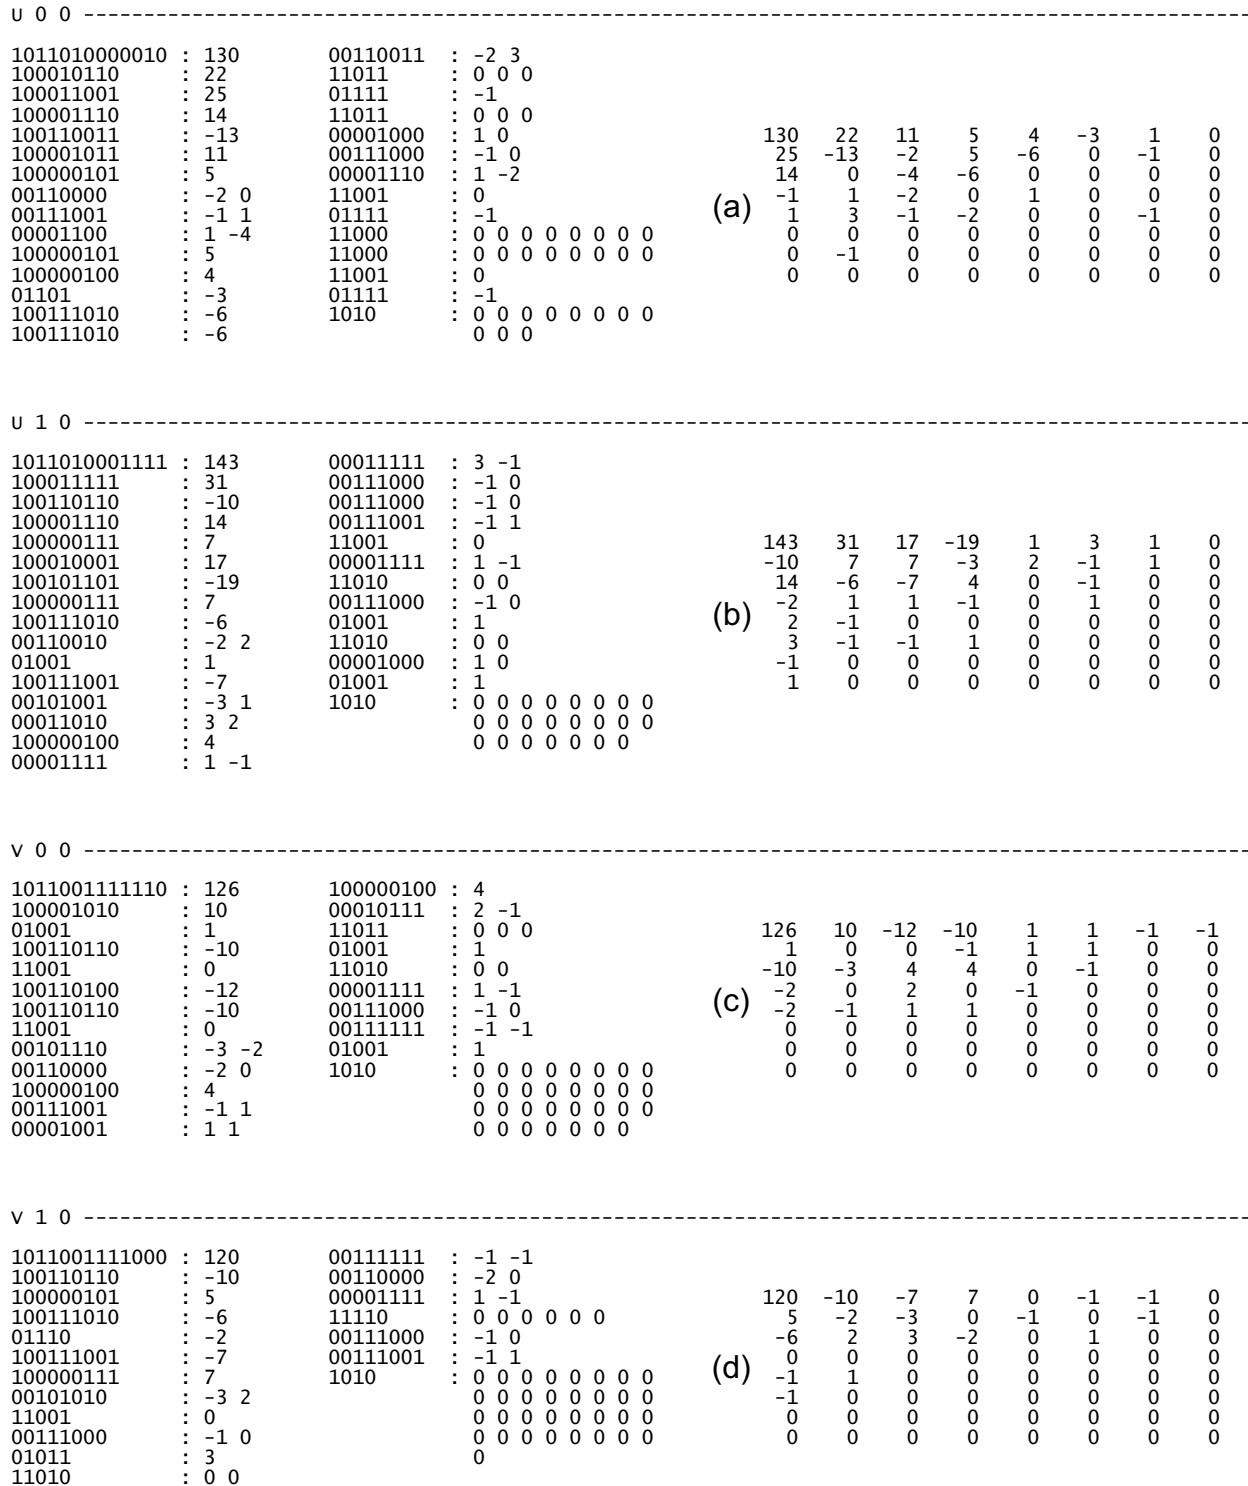 U 0 0 --------------------------------------------------------------------------------
1011010000010 : 130 00110011 : -2 3
100010110 : 22 11011 : 0 0 0
100011001 : 25 01111 : -1
100001110 : 14 11011 : 0 0 0
100110011 : -13 00001000 : 1 0 130 22 11 5 4 -3 1 0
100001011 : 11 00111000 : -1 0 25 -13 -2 5 -6 0 -1 0
100000101 : 5 00001110 : 1 -2 14 0 -4 -6 0 0 0 0
00110000 : -2 0 11001 : 0 -1 1 -2 0 1 0 0 0
(a)
00111001 : -1 1 01111 : -1 1 3 -1 -2 0 0 -1 0
00001100 : 1 -4 11000 : 0 0 0 0 0 0 0 0 0 0 0 0 0 0 0 0
100000101 : 5 11000 : 0 0 0 0 0 0 0 0 0 -1 0 0 0 0 0 0
100000100 : 4 11001 : 0 0 0 0 0 0 0 0 0
01101 : -3 01111 : -1
100111010 : -6 1010 : 0 0 0 0 0 0 0 0
100111010 : -6 0 0 0
U 1 0 --------------------------------------------------------------------------------
1011010001111 : 143 00011111 : 3 -1
100011111 : 31 00111000 : -1 0
100110110 : -10 00111000 : -1 0
100001110 : 14 00111001 : -1 1
100000111 : 7 11001 : 0 143 31 17 -19 1 3 1 0
100010001 : 17 00001111 : 1 -1 -10 7 7 -3 2 -1 1 0
100101101 : -19 11010 : 0 0 14 -6 -7 4 0 -1 0 0
100000111 : 7 00111000 : -1 0 -2 1 1 -1 0 1 0 0
(b)
100111010 : -6 01001 : 1 2 -1 0 0 0 0 0 0
00110010 : -2 2 11010 : 0 0 3 -1 -1 1 0 0 0 0
01001 : 1 00001000 : 1 0 -1 0 0 0 0 0 0 0
100111001 : -7 01001 : 1 1 0 0 0 0 0 0 0
00101001 : -3 1 1010 : 0 0 0 0 0 0 0 0
00011010 : 3 2 0 0 0 0 0 0 0 0
100000100 : 4 0 0 0 0 0 0 0
00001111 : 1 -1
V 0 0 --------------------------------------------------------------------------------
1011001111110 : 126 100000100 : 4
100001010 : 10 00010111 : 2 -1
01001 : 1 11011 : 0 0 0 126 10 -12 -10 1 1 -1 -1
100110110 : -10 01001 : 1 1 0 0 -1 1 1 0 0
11001 : 0 11010 : 0 0 -10 -3 4 4 0 -1 0 0
100110100 : -12 00001111 : 1 -1 -2 0 2 0 -1 0 0 0
(c)
100110110 : -10 00111000 : -1 0 -2 -1 1 1 0 0 0 0
11001 : 0 00111111 : -1 -1 0 0 0 0 0 0 0 0
00101110 : -3 -2 01001 : 1 0 0 0 0 0 0 0 0
00110000 : -2 0 1010 : 0 0 0 0 0 0 0 0 0 0 0 0 0 0 0 0
100000100 : 4 0 0 0 0 0 0 0 0
00111001 : -1 1 0 0 0 0 0 0 0 0
00001001 : 1 1 0 0 0 0 0 0 0
V 1 0 --------------------------------------------------------------------------------
1011001111000 : 120 00111111 : -1 -1
100110110 : -10 00110000 : -2 0
100000101 : 5 00001111 : 1 -1 120 -10 -7 7 0 -1 -1 0
100111010 : -6 11110 : 0 0 0 0 0 0 5 -2 -3 0 -1 0 -1 0
01110 : -2 00111000 : -1 0 -6 2 3 -2 0 1 0 0
100111001 : -7 00111001 : -1 1 0 0 0 0 0 0 0 0
(d)
100000111 : 7 1010 : 0 0 0 0 0 0 0 0 -1 1 0 0 0 0 0 0
00101010 : -3 2 0 0 0 0 0 0 0 0 -1 0 0 0 0 0 0 0
11001 : 0 0 0 0 0 0 0 0 0 0 0 0 0 0 0 0 0
00111000 : -1 0 0 0 0 0 0 0 0 0 0 0 0 0 0 0 0 0
01011 : 3 0
11010 : 0 0